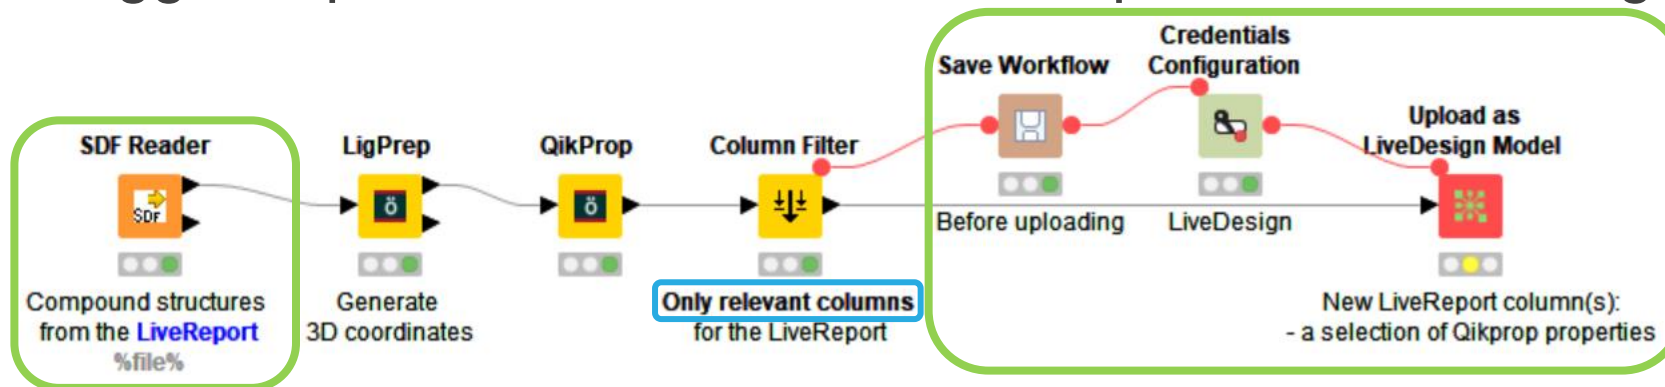 Save Workflow
Credentials
Configuration
SDF Reader
LigPrep
QikProp
Column Filter
Upload as
LiveDesign Model
SDF
ö
ö
Before uploading
LiveDesign
Compound structures
from the LiveReport
%file%
Generate
3D coordinates
Only relevant columns
for the LiveReport
New LiveReport column(s):
- a selection of Qikprop properties